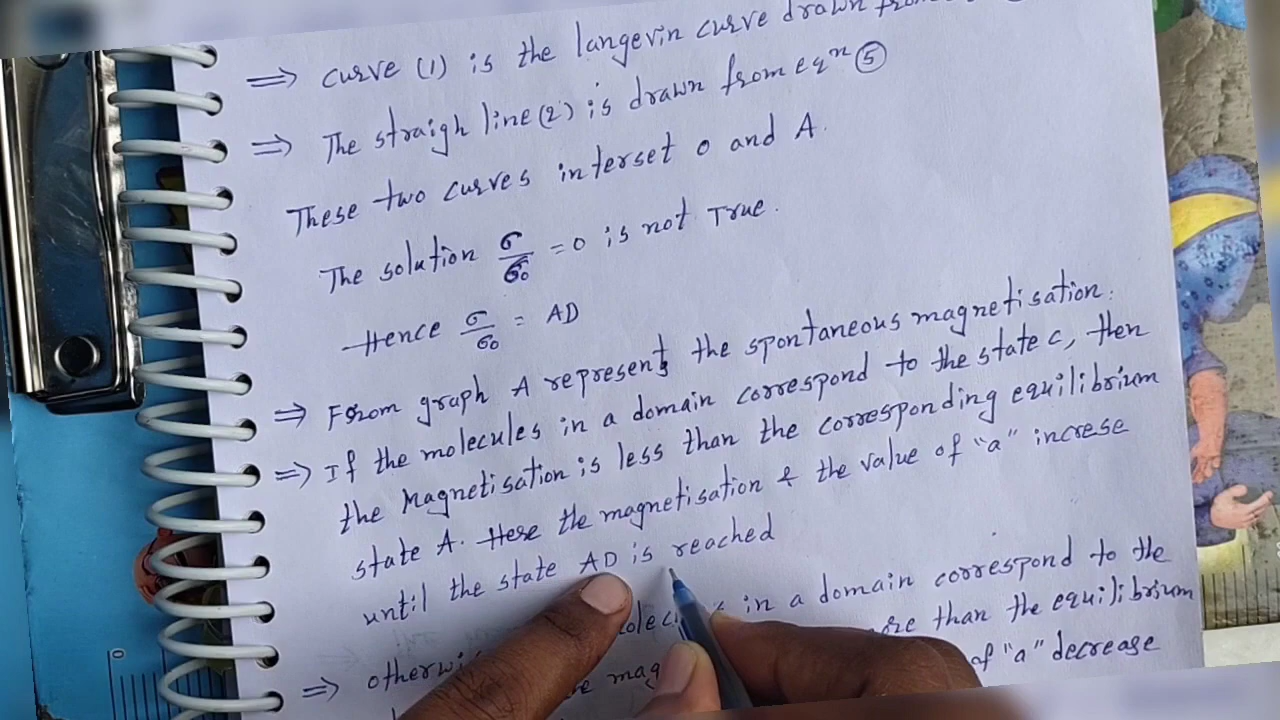 ⇒ curve (1) is the langevin curve drawn from
⇒ The straigh line(2) is drawn from eqⁿ ⑤
These two curves interset o and A.
The solution σ/σ₀ = 0 is not True.
Hence σ/σ₀ = AD
⇒ From graph A represents the spontaneous magnetisation.
⇒ If the molecules in a domain correspond to the state c, then
the Magnetisation is less than the corresponding equilibrium
state A. Here the magnetisation & the value of "a" increse
until the state AD is reached
⇒ in a domain correspond to the
than the equilibrium
of "a" decrease
0